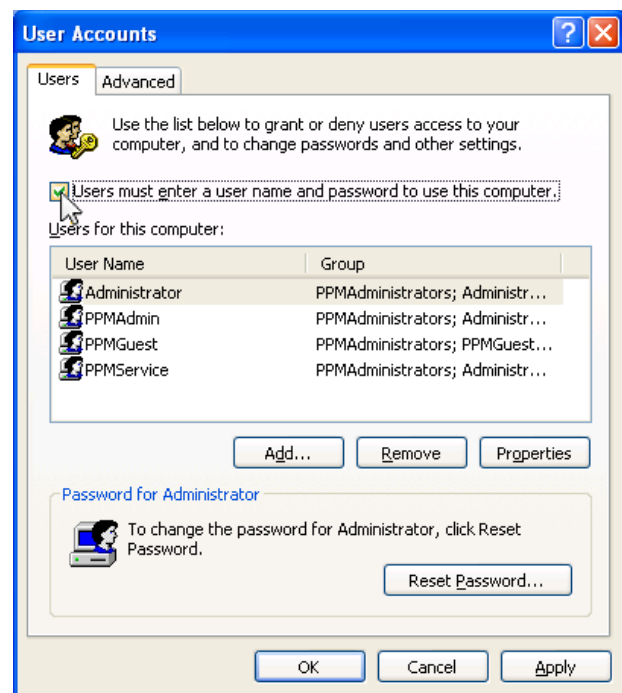 User Accounts
Users Advanced
Use the list below to grant or deny users access to your
computer, and to change passwords and other settings.
Users must enter a user name and password to use this computer.
Users for this computer:
User Name Group
Administrator PPMAdministrators; Administr...
PPMAdmin PPMAdministrators; Administr...
PPMGuest PPMAdministrators; PPMGuest...
PPMService PPMAdministrators; Administr...
Add... Remove Properties
Password for Administrator
To change the password for Administrator, click Reset
Password.
Reset Password...
OK Cancel Apply